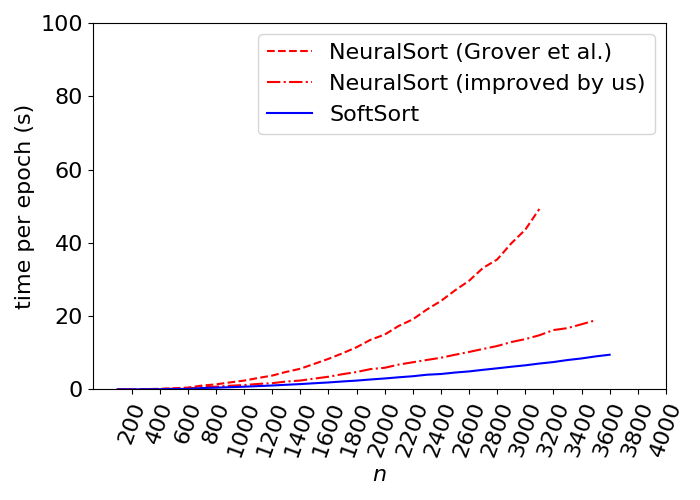 100
80
60
40
20
0
time per epoch (s)
NeuralSort (Grover et al.)
NeuralSort (improved by us)
SoftSort
200 400 600 800 1000 1200 1400 1600 1800 2000 2200 2400 2600 2800 3000 3200 3400 3600 3800 4000
n